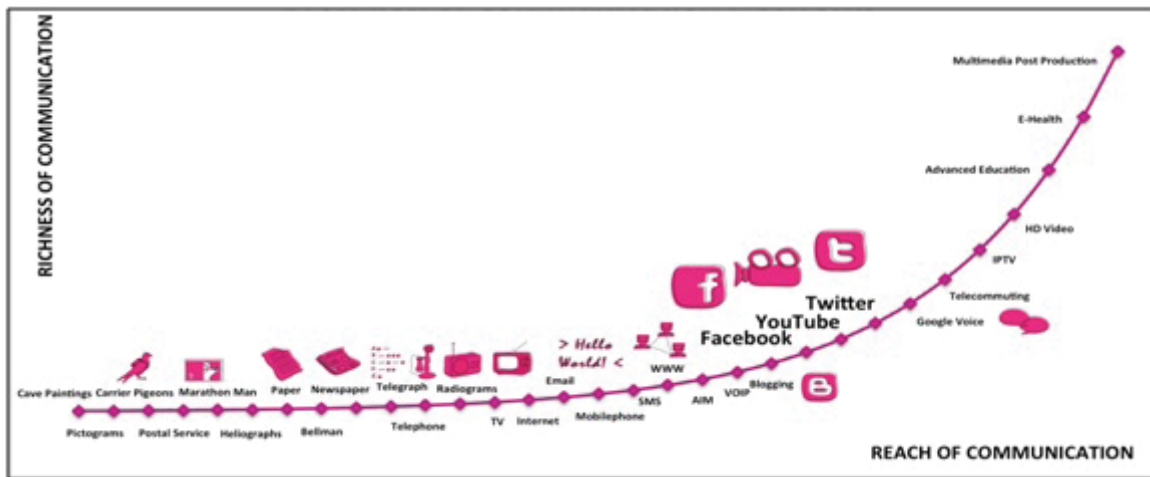 RICHNESS OF COMMUNICATION
Multimedia Post Production
E-Health
Advanced Education
HD Video
IPTV
Telecommuting
Google Voice
Twitter
YouTube
Facebook
> Hello
World! <
WWW
Cave Paintings Carrier Pigeons Marathon Man Paper Newspaper Telegraph Radiograms Email
Mobilephone SMS AIM VOIP Blogging
Pictograms Postal Service Heliographs Bellman Telephone TV Internet
REACH OF COMMUNICATION